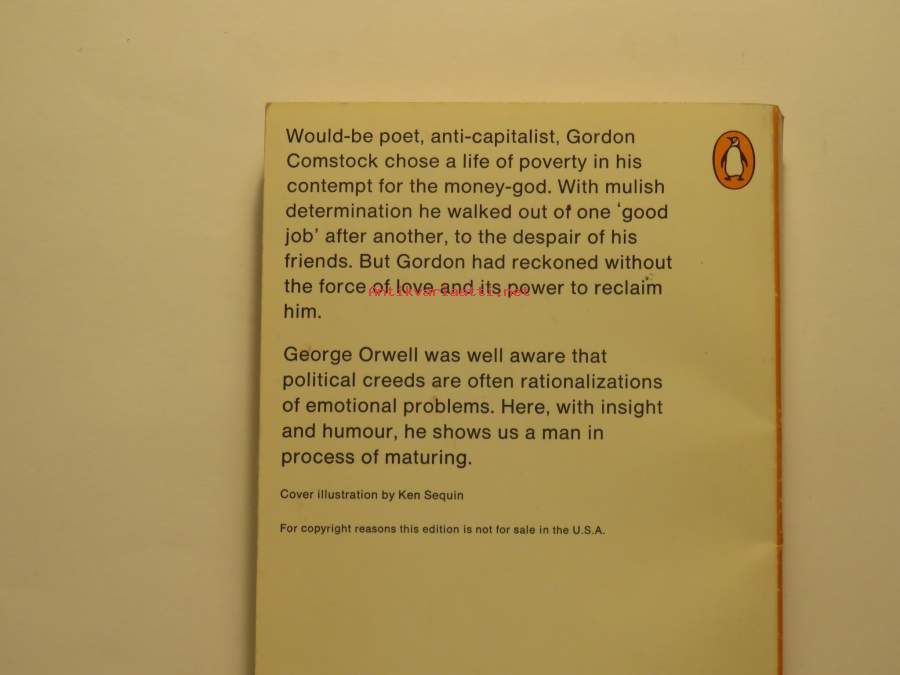 Would-be poet, anti-capitalist, Gordon
Comstock chose a life of poverty in his
contempt for the money-god. With mulish
determination he walked out of one ‘good
job’ after another, to the despair of his
friends. But Gordon had reckoned without
the force of love and its power to reclaim
Antikvariaatti.net
him.
George Orwell was well aware that
political creeds are often rationalizations
of emotional problems. Here, with insight
and humour, he shows us a man in
process of maturing.
Cover illustration by Ken Sequin
For copyright reasons this edition is not for sale in the U.S.A.